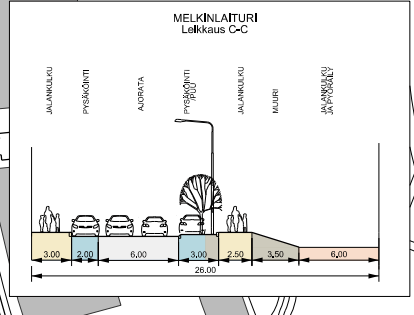 MELKINLAITURI
Leikkaus C-C
JALANKULKU
PYSÄKÖINTI
AJORATA
PYSÄKÖINTI
/PUU
JALANKULKU
MUURI
JALANKULKU
JA PYÖRÄILY
3.00
2.00
6.00
3.00
2.50
3.50
6.00
26.00